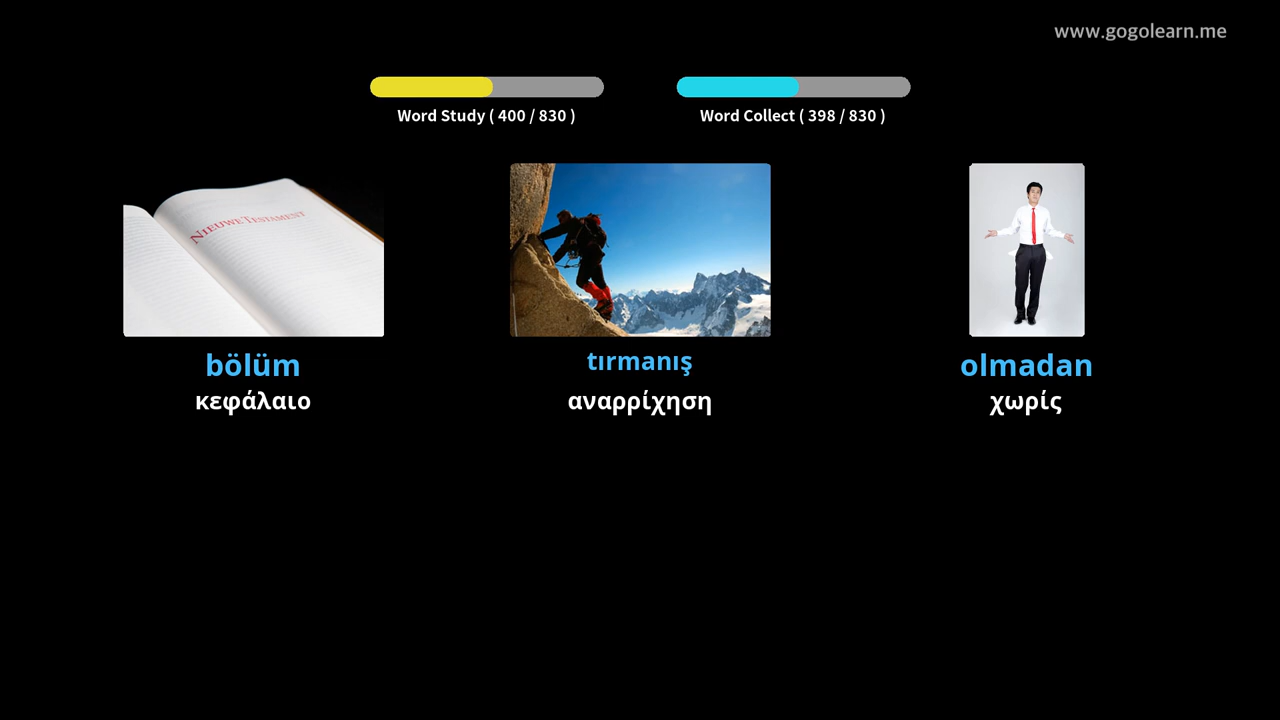 www.gogolearn.me
Word Study ( 400 / 830 )
Word Collect ( 398 / 830 )
NIEUWE TESTAMENT
bölüm
κεφάλαιο
tırmanış
αναρρίχηση
olmadan
χωρίς